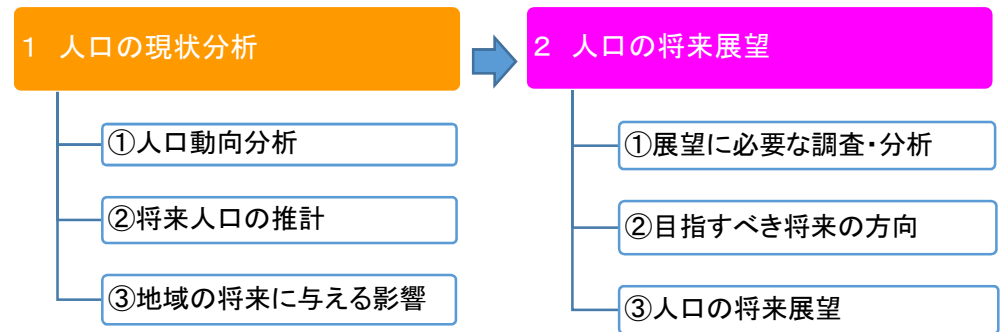 1 人口の現状分析
①人口動向分析
②将来人口の推計
③地域の将来に与える影響
2 人口の将来展望
①展望に必要な調査・分析
②目指すべき将来の方向
③人口の将来展望